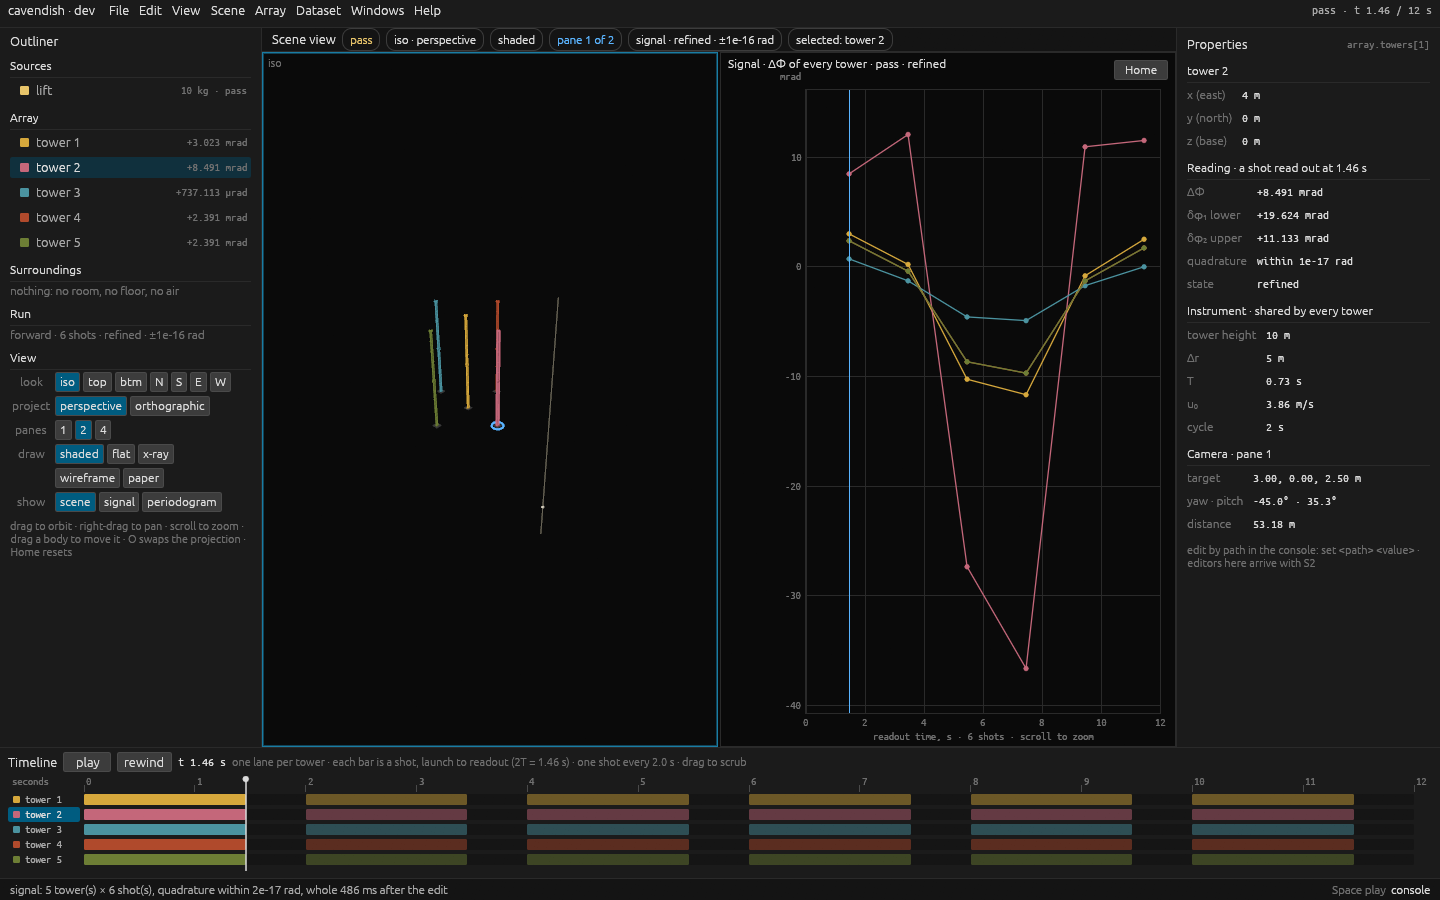 cavendish · dev File Edit View Scene Array Dataset Windows Help
pass · t 1.46 / 12 s
Outliner
Sources
lift 10 kg · pass
Array
tower 1 +3.023 mrad
tower 2 +8.491 mrad
tower 3 +737.113 µrad
tower 4 +2.391 mrad
tower 5 +2.391 mrad
Surroundings
nothing: no room, no floor, no air
Run
forward · 6 shots · refined · ±1e-16 rad
View
look iso top btm N S E W
project perspective orthographic
panes 1 2 4
draw shaded flat x-ray
wireframe paper
show scene signal periodogram
drag to orbit · right-drag to pan · scroll to zoom ·
drag a body to move it · O swaps the projection ·
Home resets
Scene view pass iso · perspective shaded pane 1 of 2 signal · refined · ±1e-16 rad selected: tower 2
iso
Signal · ΔΦ of every tower · pass · refined
mrad
Home
10
0
-10
-20
-30
-40
0 2 4 6 8 10 12
readout time, s · 6 shots · scroll to zoom
Properties array.towers[1]
tower 2
x (east) 4 m
y (north) 0 m
z (base) 0 m
Reading · a shot read out at 1.46 s
ΔΦ +8.491 mrad
δφ₁ lower +19.624 mrad
δφ₂ upper +11.133 mrad
quadrature within 1e-17 rad
state refined
Instrument · shared by every tower
tower height 10 m
Δr 5 m
T 0.73 s
u₀ 3.86 m/s
cycle 2 s
Camera · pane 1
target 3.00, 0.00, 2.50 m
yaw · pitch -45.0° · 35.3°
distance 53.18 m
edit by path in the console: set <path> <value> ·
editors here arrive with S2
Timeline play rewind t 1.46 s one lane per tower · each bar is a shot, launch to readout (2T = 1.46 s) · one shot every 2.0 s · drag to scrub
seconds 0 1 2 3 4 5 6 7 8 9 10 11 12
tower 1
tower 2
tower 3
tower 4
tower 5
signal: 5 tower(s) × 6 shot(s), quadrature within 2e-17 rad, whole 486 ms after the edit
Space play console